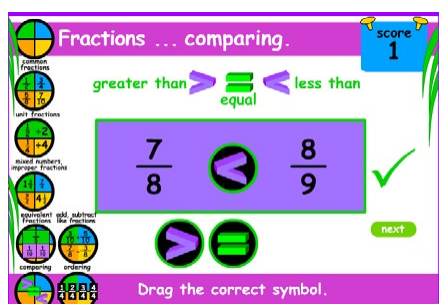 Fractions ... comparing.
score
1
greater than > = < less than
equal
common
fractions
unit fractions
mixed numbers,
improper fractions
equivalent
fractions
add, subtract
like fractions
comparing
ordering
7
8
<
8
9
> =
next
Drag the correct symbol.